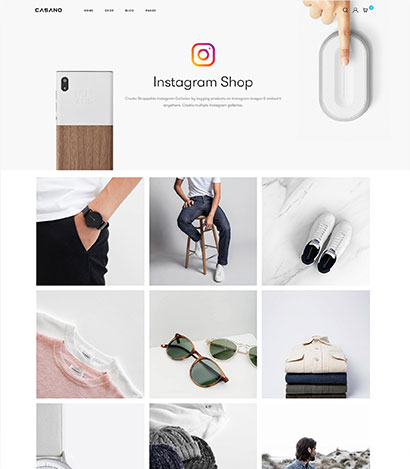 CASANO
HOME SHOP BLOG PAGES
Instagram Shop
Create Shoppable Instagram Galleries by tagging products on Instagram images & embed it
anywhere. Create multiple Instagram galleries.